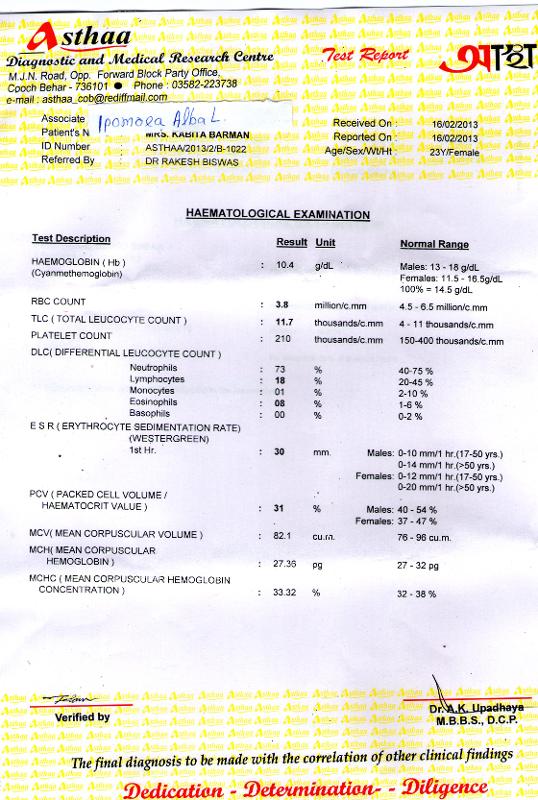 Asthaa
Diagnostic and Medical Research Centre
M.J.N. Road, Opp. Forward Block Party Office,
Cooch Behar - 736101 ● Phone : 03582-223738
e-mail : asthaa_cob@rediffmail.com
Test Report
আস্থা
Associate
Ipomoea Alba L.
Patient's N MRS. KABITA BARMAN
ID Number : ASTHAA/2013/2/B-1022
Referred By : DR RAKESH BISWAS
Received On : 16/02/2013
Reported On : 16/02/2013
Age/Sex/Wt/Ht : 23Y/Female
HAEMATOLOGICAL EXAMINATION
Test Description Result Unit Normal Range
HAEMOGLOBIN ( Hb ) : 10.4 g/dL Males: 13 - 18 g/dL
(Cyanmethemoglobin) Females: 11.5 - 16.5g/dL
100% = 14.5 g/dL
RBC COUNT : 3.8 million/c.mm 4.5 - 6.5 million/c.mm
TLC ( TOTAL LEUCOCYTE COUNT ) : 11.7 thousands/c.mm 4 - 11 thousands/c.mm
PLATELET COUNT : 210 thousands/c.mm 150-400 thousands/c.mm
DLC( DIFFERENTIAL LEUCOCYTE COUNT )
Neutrophils : 73 % 40-75 %
Lymphocytes : 18 % 20-45 %
Monocytes : 01 % 2-10 %
Eosinophils : 08 % 1-6 %
Basophils : 00 % 0-2 %
E S R ( ERYTHROCYTE SEDIMENTATION RATE)
(WESTERGREEN)
1st Hr. : 30 mm. Males: 0-10 mm/1 hr.(17-50 yrs.)
0-14 mm/1 hr.(>50 yrs.)
Females: 0-12 mm/1 hr.(17-50 yrs.)
0-20 mm/1 hr.(>50 yrs.)
PCV ( PACKED CELL VOLUME /
HAEMATOCRIT VALUE ) : 31 % Males: 40 - 54 %
Females: 37 - 47 %
MCV( MEAN CORPUSCULAR VOLUME ) : 82.1 cu.m. 76 - 96 cu.m.
MCH( MEAN CORPUSCULAR
HEMOGLOBIN ) : 27.36 pg 27 - 32 pg
MCHC ( MEAN CORPUSCULAR HEMOGLOBIN
CONCENTRATION ) : 33.32 % 32 - 38 %
Verified by
Dr. A.K. Upadhaya
M.B.B.S., D.C.P.
The final diagnosis to be made with the correlation of other clinical findings
Dedication - Determination- - Diligence